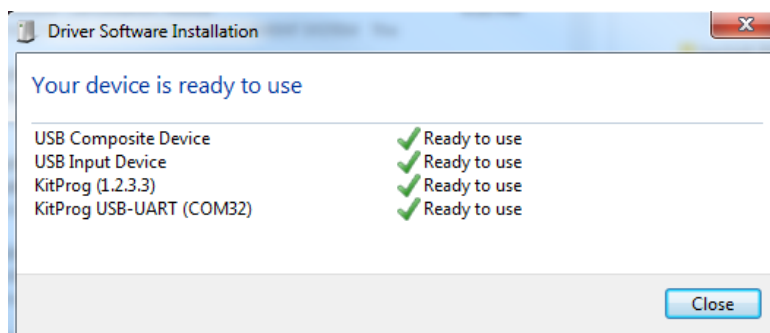 Driver Software Installation
Your device is ready to use
USB Composite Device Ready to use
USB Input Device Ready to use
KitProg (1.2.3.3) Ready to use
KitProg USB-UART (COM32) Ready to use
Close